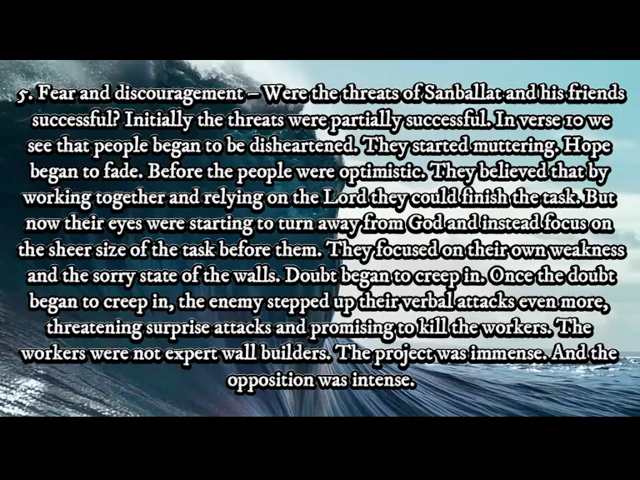 5. Fear and discouragement – Were the threats of Sanballat and his friends
successful? Initially the threats were partially successful. In verse 10 we
see that people began to be disheartened. They started muttering. Hope
began to fade. Before the people were optimistic. They believed that by
working together and relying on the Lord they could finish the task. But
now their eyes were starting to turn away from God and instead focus on
the sheer size of the task before them. They focused on their own weakness
and the sorry state of the walls. Doubt began to creep in. Once the doubt
began to creep in, the enemy stepped up their verbal attacks even more,
threatening surprise attacks and promising to kill the workers. The
workers were not expert wall builders. The project was immense. And the
opposition was intense.